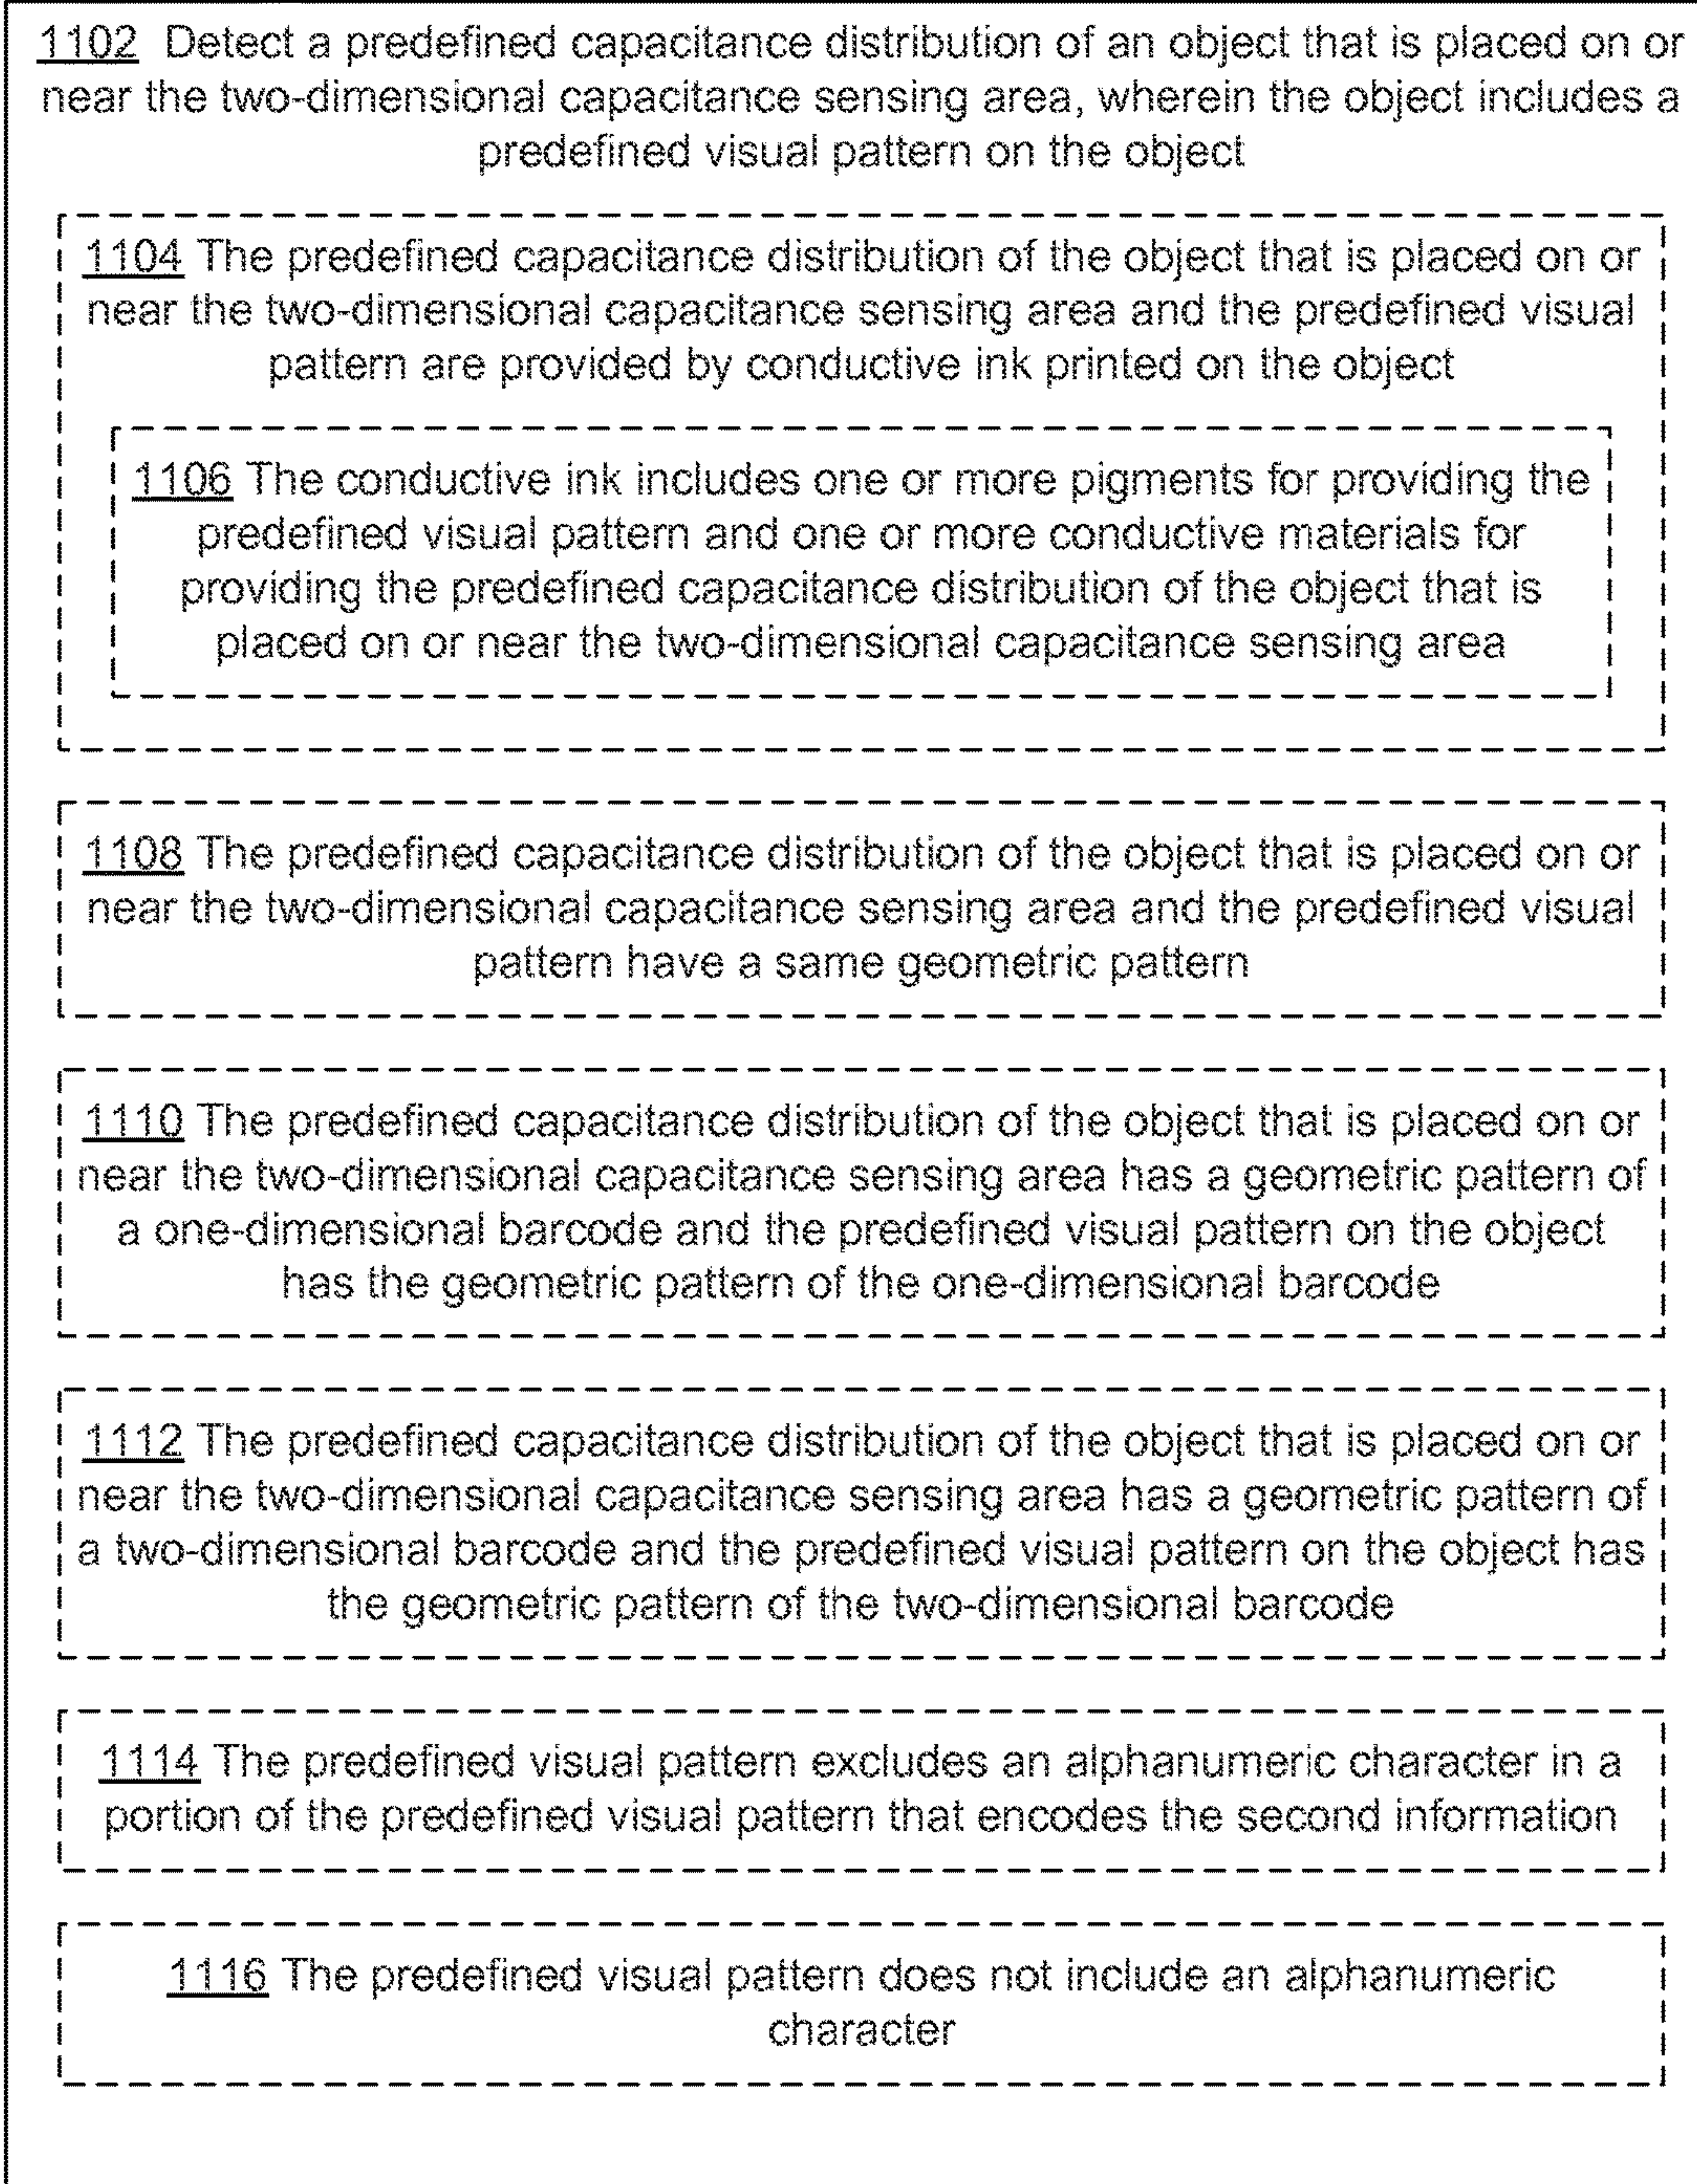 1102 Detect a predefined capacitance distribution of an object that is placed on or
near the two-dimensional capacitance sensing area, wherein the object includes a
predefined visual pattern on the object
1104 The predefined capacitance distribution of the object that is placed on or
near the two-dimensional capacitance sensing area and the predefined visual
pattern are provided by conductive ink printed on the object
1106 The conductive ink includes one or more pigments for providing the
predefined visual pattern and one or more conductive materials for
providing the predefined capacitance distribution of the object that is
placed on or near the two-dimensional capacitance sensing area
1108 The predefined capacitance distribution of the object that is placed on or
near the two-dimensional capacitance sensing area and the predefined visual
pattern have a same geometric pattern
1110 The predefined capacitance distribution of the object that is placed on or
near the two-dimensional capacitance sensing area has a geometric pattern of
a one-dimensional barcode and the predefined visual pattern on the object
has the geometric pattern of the one-dimensional barcode
1112 The predefined capacitance distribution of the object that is placed on or
near the two-dimensional capacitance sensing area has a geometric pattern of
a two-dimensional barcode and the predefined visual pattern on the object has
the geometric pattern of the two-dimensional barcode
1114 The predefined visual pattern excludes an alphanumeric character in a
portion of the predefined visual pattern that encodes the second information
1116 The predefined visual pattern does not include an alphanumeric
character